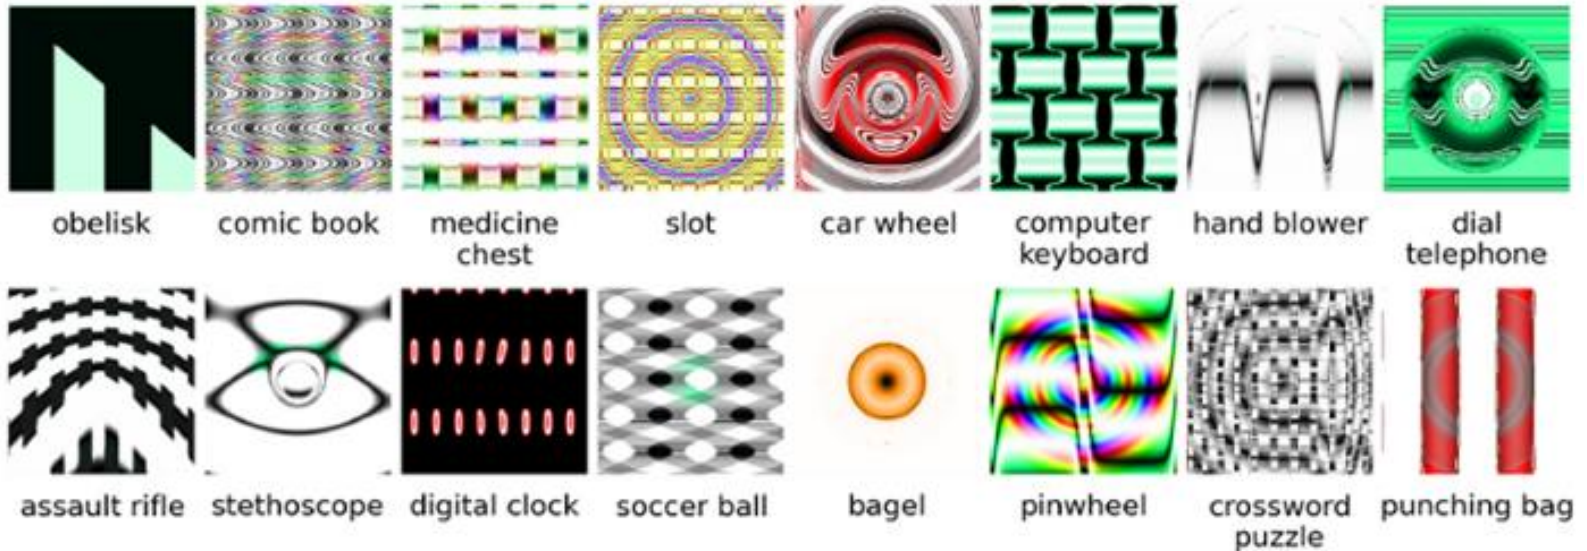 obelisk comic book medicine slot car wheel computer hand blower dial
chest keyboard telephone
assault rifle stethoscope digital clock soccer ball bagel pinwheel crossword punching bag
puzzle